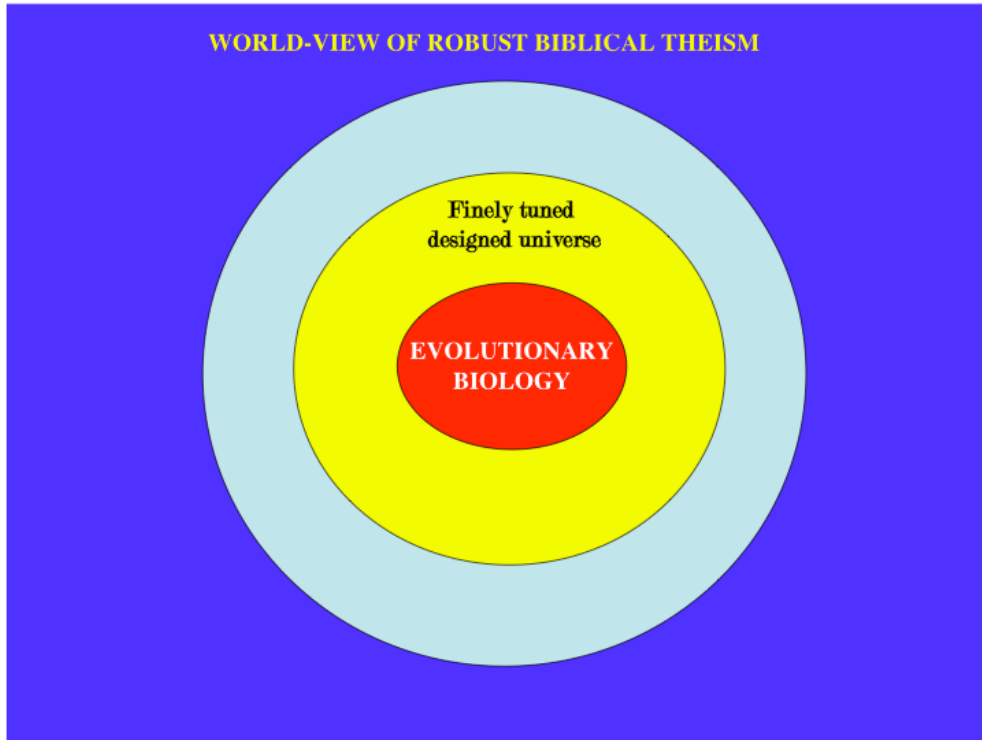 WORLD-VIEW OF ROBUST BIBLICAL THEISM
Finely tuned
designed universe
EVOLUTIONARY
BIOLOGY